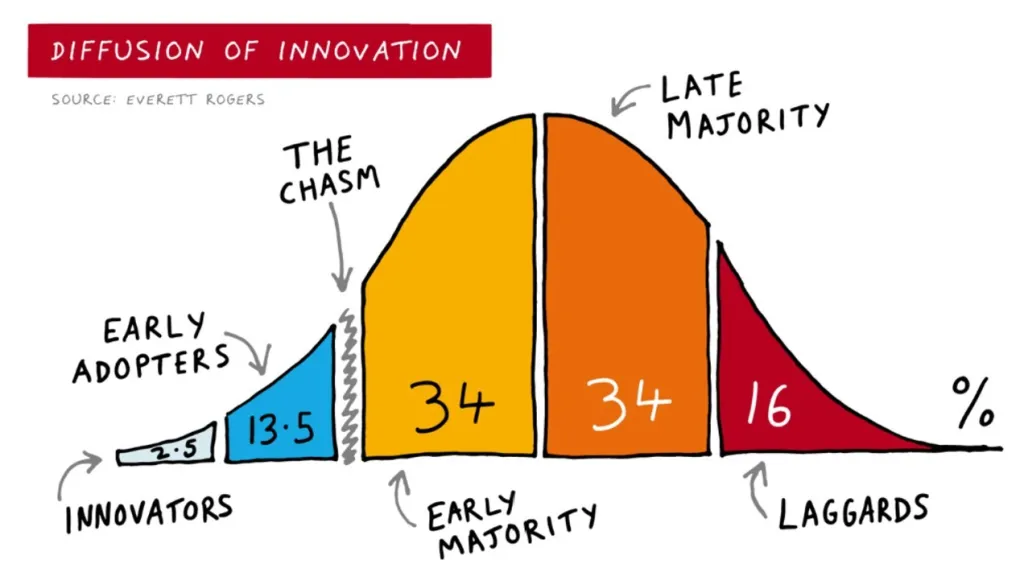 DIFFUSION OF INNOVATION
SOURCE: EVERETT ROGERS
THE
CHASM
LATE
MAJORITY
EARLY
ADOPTERS
2.5
13.5
34
34
16
%
INNOVATORS
EARLY
MAJORITY
LAGGARDS